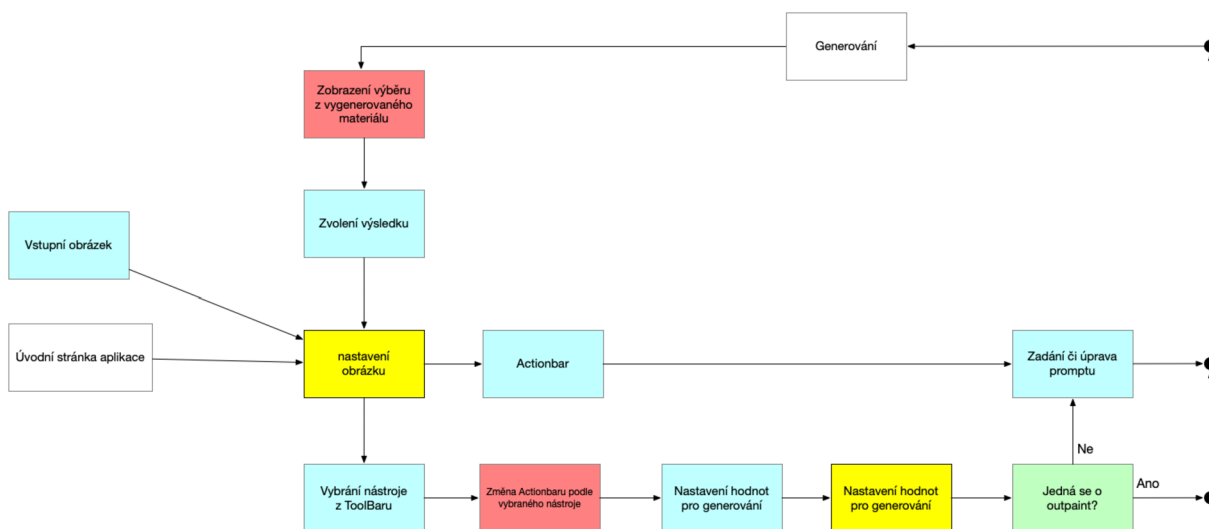 Generování
Zobrazení výběru
z vygenerovaného
materiálu
Zvolení výsledku
Vstupní obrázek
Úvodní stránka aplikace
nastavení
obrázku
Actionbar
Zadání či úprava
promptu
Ne
Vybrání nástroje
z ToolBaru
Změna Actionbaru podle
vybraného nástroje
Nastavení hodnot
pro generování
Nastavení hodnot
pro generování
Jedná se o
outpaint?
Ano